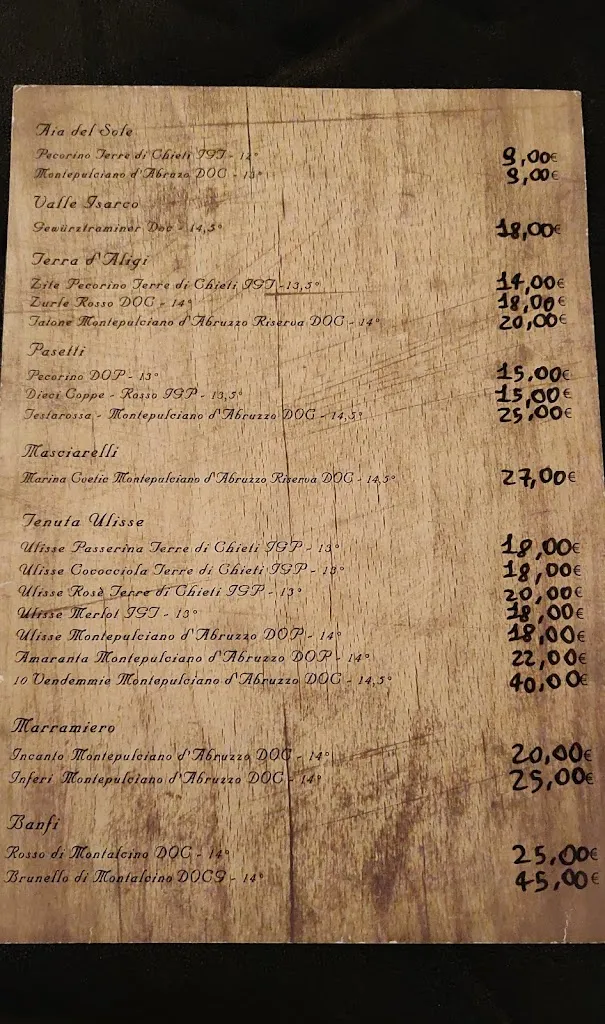 Aia del Sole
Pecorino Terre di Chieti IGT - 12° 9,00€
Montepulciano d'Abruzo DOC - 13° 9,00€
Valle Isarco
Gewürztraminer Doc - 14,5° 18,00€
Terra d'Aligi
Zite Pecorino Terre di Chieti IGT - 13,5° 14,00€
Zurle Rosso DOC - 14° 18,00€
Tatone Montepulciano d'Abruzzo Riserva DOC - 14° 20,00€
Pasetti
Pecorino DOP - 13° 15,00€
Dieci Coppe - Rosso IGP - 13,5° 15,00€
Testarossa - Montepulciano d'Abruzzo DOC - 14,5° 25,00€
Masciarelli
Marina Cvetic Montepulciano d'Abruzzo Riserva DOC - 14,5° 27,00€
Tenuta Ulisse
Ulisse Passerina Terre di Chieti IGP - 13° 18,00€
Ulisse Cococciola Terre di Chieti IGP - 13° 18,00€
Ulisse Rosè Terre di Chieti IGP - 13° 20,00€
Ulisse Merlot IGT - 13° 18,00€
Ulisse Montepulciano d'Abruzzo DOP - 14° 18,00€
Amaranta Montepulciano d'Abruzzo DOP - 14° 22,00€
10 Vendemmie Montepulciano d'Abruzzo DOC - 14,5° 40,00€
Marramiero
Incanto Montepulciano d'Abruzzo DOC - 14° 20,00€
Inferi Montepulciano d'Abruzzo DOC - 14° 25,00€
Banfi
Rosso di Montalcino DOC - 14° 25,00€
Brunello di Montalcino DOCG - 14° 45,00€